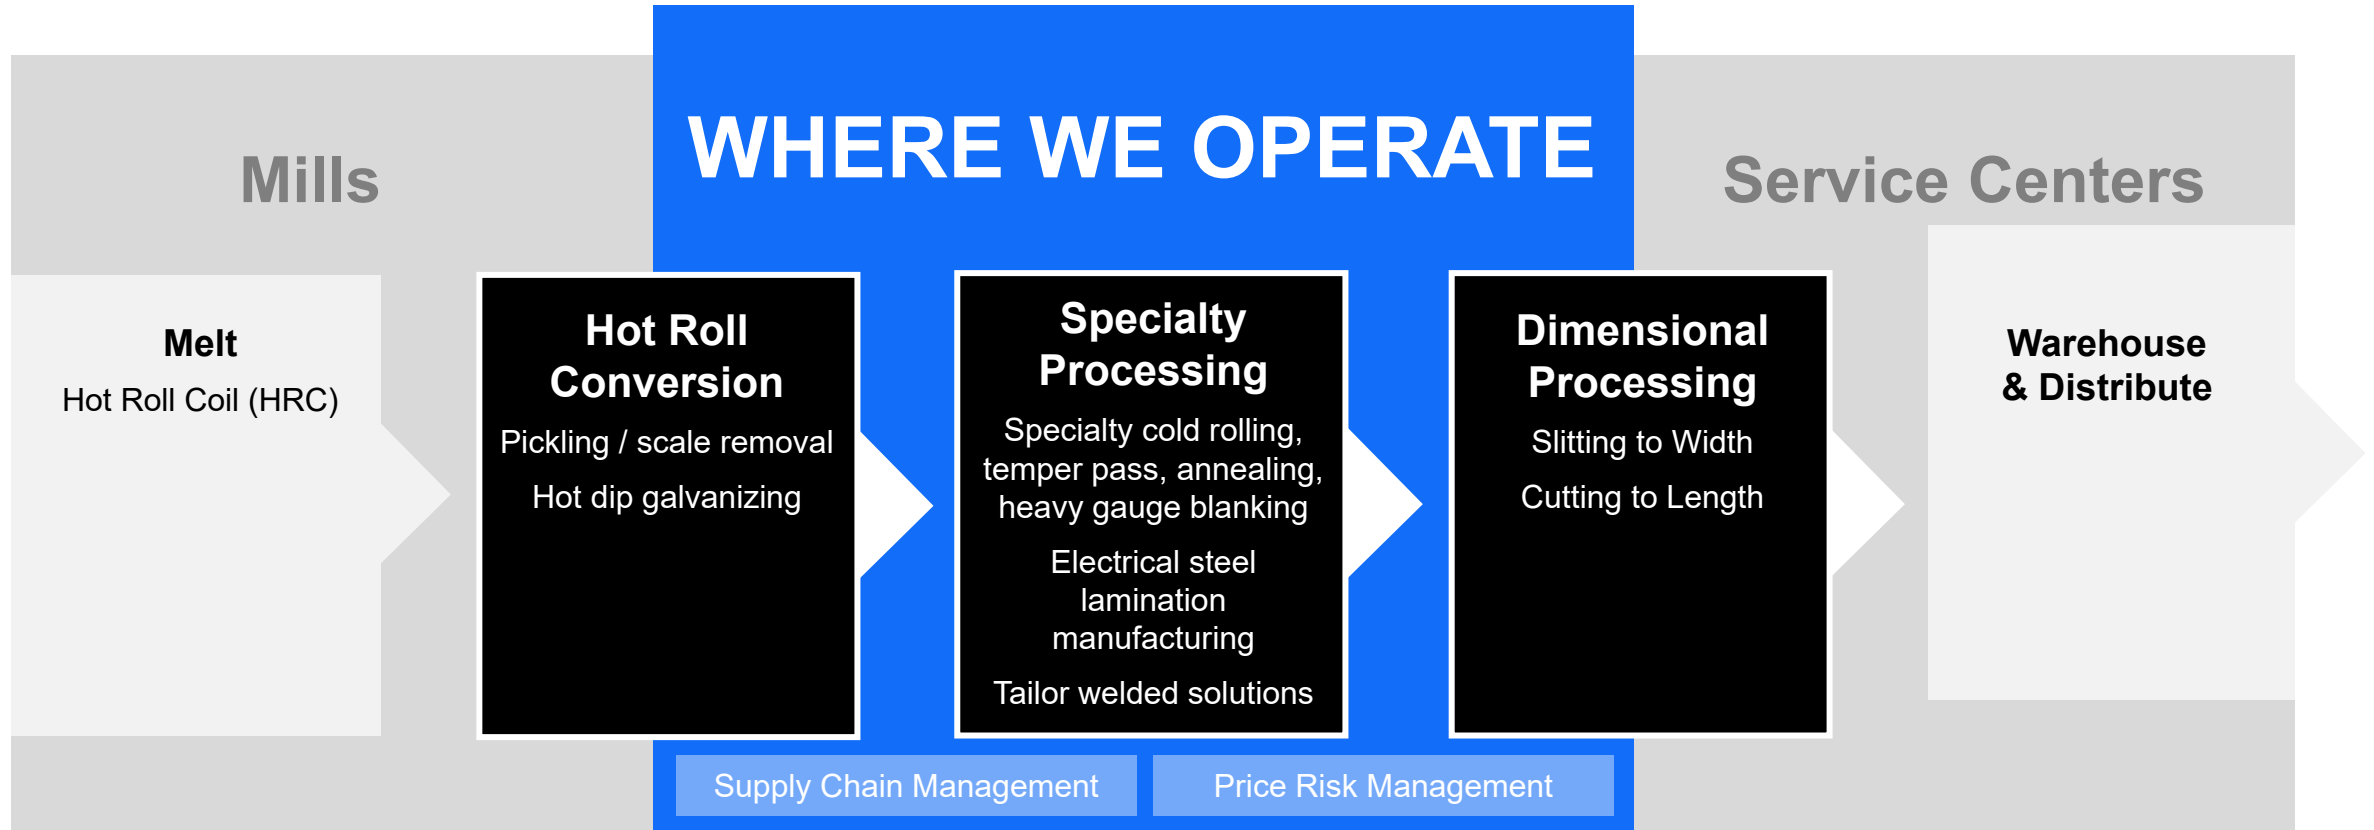 WHERE WE OPERATE
Mills
Service Centers
Melt
Hot Roll Coil (HRC)
Hot Roll
Conversion
Pickling / scale removal
Hot dip galvanizing
Specialty
Processing
Specialty cold rolling,
temper pass, annealing,
heavy gauge blanking
Electrical steel
lamination
manufacturing
Tailor welded solutions
Dimensional
Processing
Slitting to Width
Cutting to Length
Warehouse
& Distribute
Supply Chain Management
Price Risk Management